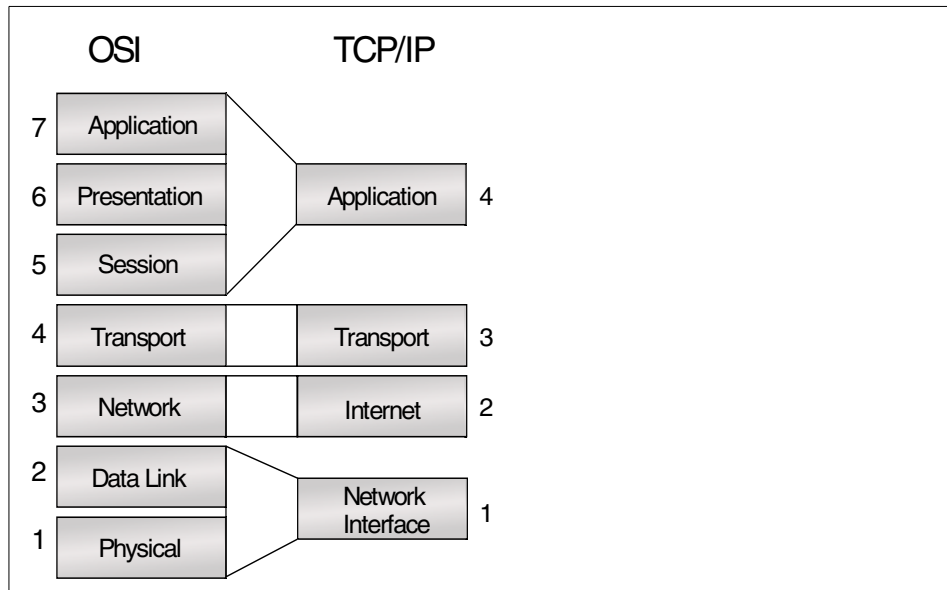 OSI TCP/IP
7 Application
6 Presentation Application 4
5 Session
4 Transport Transport 3
3 Network Internet 2
2 Data Link
Network
Interface 1
1 Physical